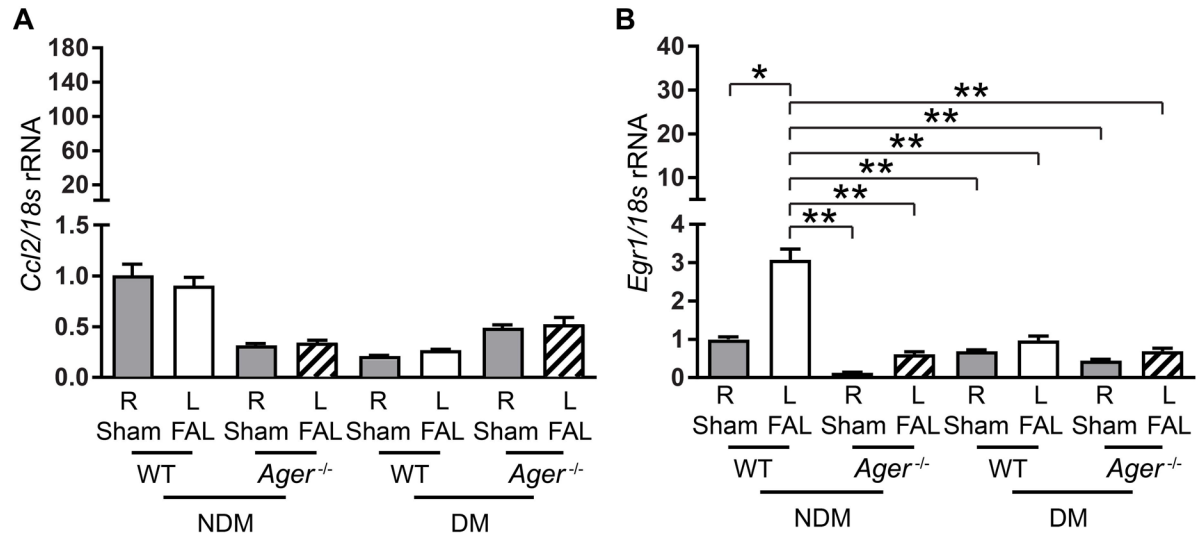 A
Ccl2/18s rRNA
180
140
100
60
20
1.5
1.0
0.5
0.0
R L R L R L R L
Sham FAL Sham FAL Sham FAL Sham FAL
WT Ager -/- WT Ager -/-
NDM DM
B
Egr1/18s rRNA
40
30
20
10
4
3
2
1
0
*
**
**
**
**
**
**
R L R L R L R L
Sham FAL Sham FAL Sham FAL Sham FAL
WT Ager -/- WT Ager -/-
NDM DM